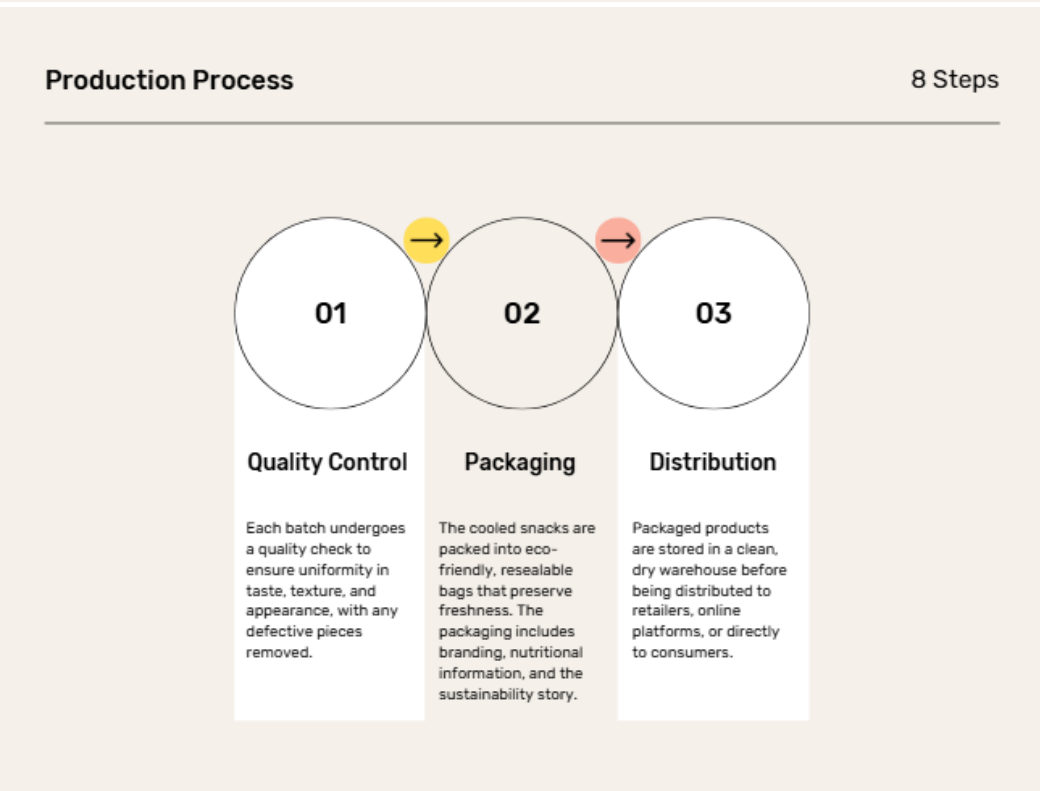 Production Process
8 Steps
01
02
03
Quality Control
Packaging
Distribution
Each batch undergoes
a quality check to
ensure uniformity in
taste, texture, and
appearance, with any
defective pieces
removed.
The cooled snacks are
packed into eco-
friendly, resealable
bags that preserve
freshness. The
packaging includes
branding, nutritional
information, and the
sustainability story.
Packaged products
are stored in a clean,
dry warehouse before
being distributed to
retailers, online
platforms, or directly
to consumers.